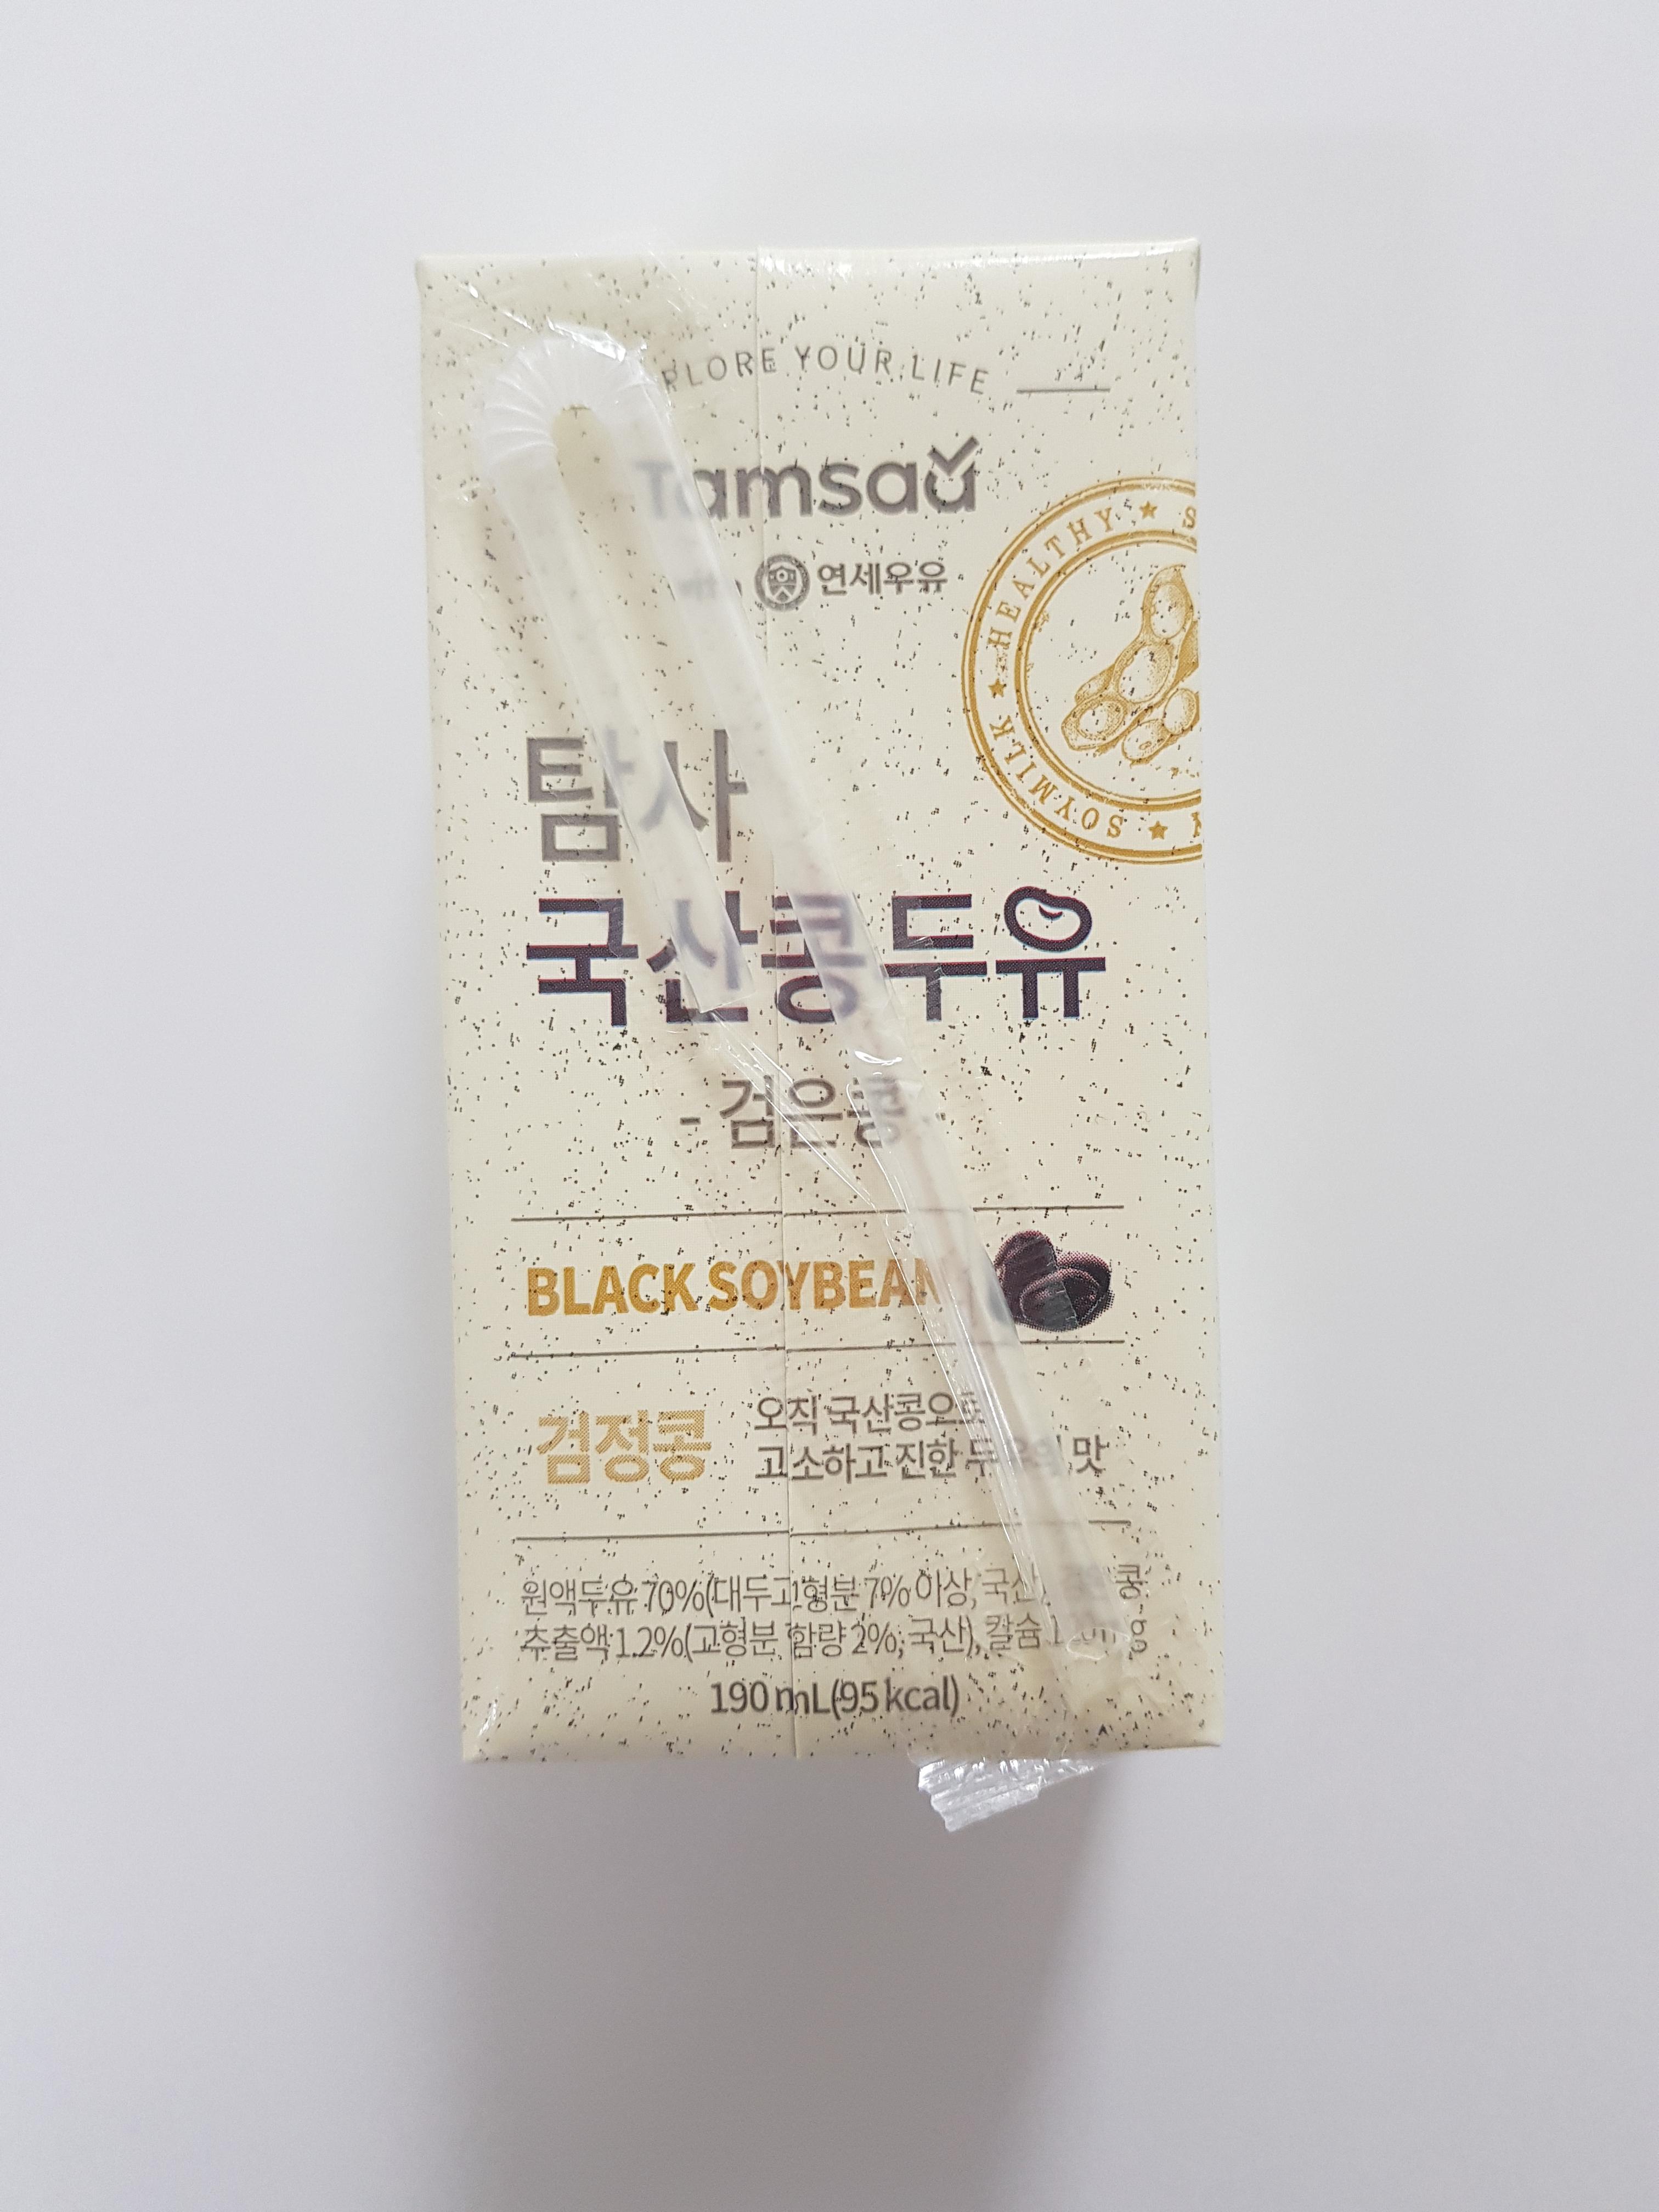 YOUR LIFE
Tamsaa
연세우유
HEALTHY
SOYMILK
탐사
국산콩 두유
- 검은콩 -
BLACK SOYBEAN
검정콩
오직 국산콩으로
고소하고 진한 두유의 맛
원액두유 70%(대두고형분 7% 이상, 국산), 콩
추출액 1.2%(고형분 함량 2%, 국산), 칼슘
190 mL(95 kcal)